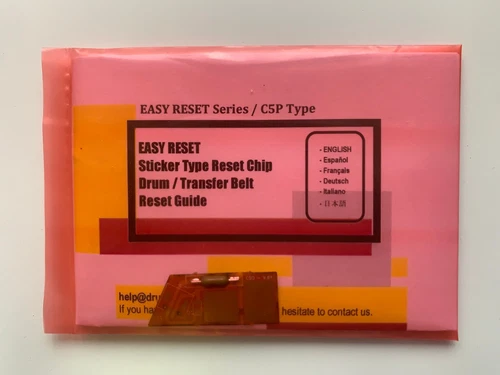 EASY RESET Series / C5P Type
EASY RESET
Sticker Type Reset Chip
Drum / Transfer Belt
Reset Guide
- ENGLISH
- Español
- Français
- Deutsch
- Italiano
- 日本語
help@dru
If you ha hesitate to contact us.